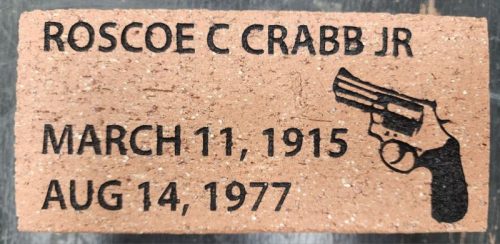 ROSCOE C CRABB JR
MARCH 11, 1915
AUG 14, 1977